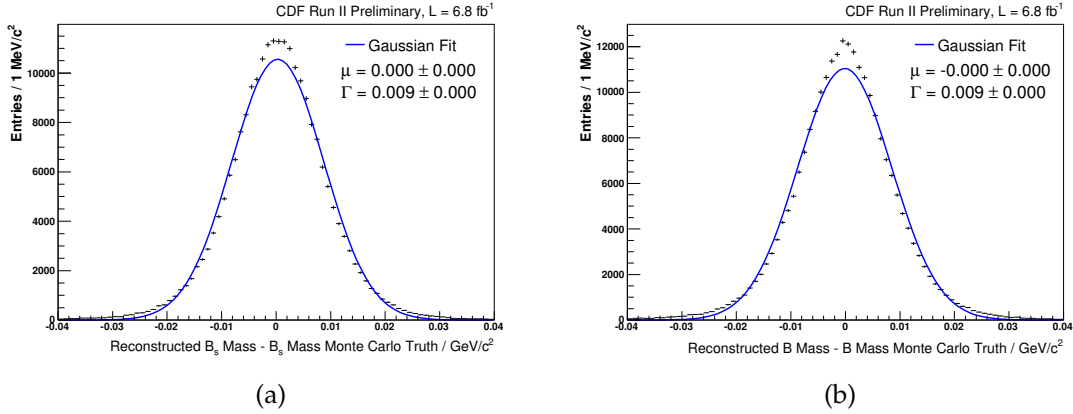 CDF Run II Preliminary, L = 6.8 fb⁻¹
Entries / 1 MeV/c²
10000
8000
6000
4000
2000
0
Gaussian Fit
μ = 0.000 ± 0.000
Γ = 0.009 ± 0.000
-0.04 -0.03 -0.02 -0.01 0 0.01 0.02 0.03 0.04
Reconstructed Bₛ Mass - Bₛ Mass Monte Carlo Truth / GeV/c²
(a)
CDF Run II Preliminary, L = 6.8 fb⁻¹
Entries / 1 MeV/c²
12000
10000
8000
6000
4000
2000
0
Gaussian Fit
μ = -0.000 ± 0.000
Γ = 0.009 ± 0.000
-0.04 -0.03 -0.02 -0.01 0 0.01 0.02 0.03 0.04
Reconstructed B Mass - B Mass Monte Carlo Truth / GeV/c²
(b)